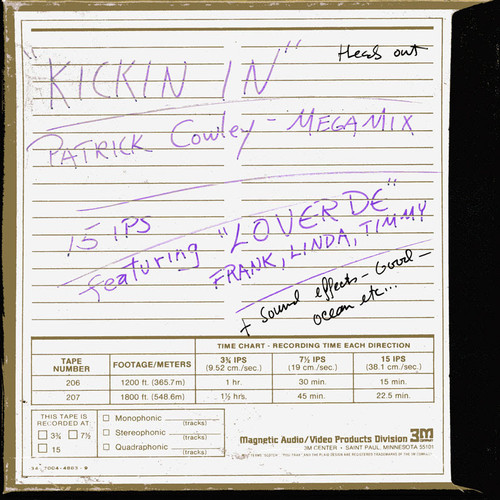 Heads out
"KICKIN IN"
PATRICK Cowley - MEGAMIX
15 IPS
featuring "LOVERDE"
FRANK, LINDA, TIMMY
+ Sound effects - Good -
ocean etc...
TIME CHART - RECORDING TIME EACH DIRECTION
TAPE NUMBER FOOTAGE/METERS 3¾ IPS (9.52 cm./sec.) 7½ IPS (19 cm./sec.) 15 IPS (38.1 cm./sec.)
206 1200 ft. (365.7m) 1 hr. 30 min. 15 min.
207 1800 ft. (548.6m) 1½ hrs. 45 min. 22.5 min.
THIS TAPE IS
RECORDED AT:
3¾ 7½
15
Monophonic (tracks)
Stereophonic (tracks)
Quadraphonic (tracks)
Magnetic Audio/Video Products Division 3M
3M CENTER • SAINT PAUL, MINNESOTA 55101